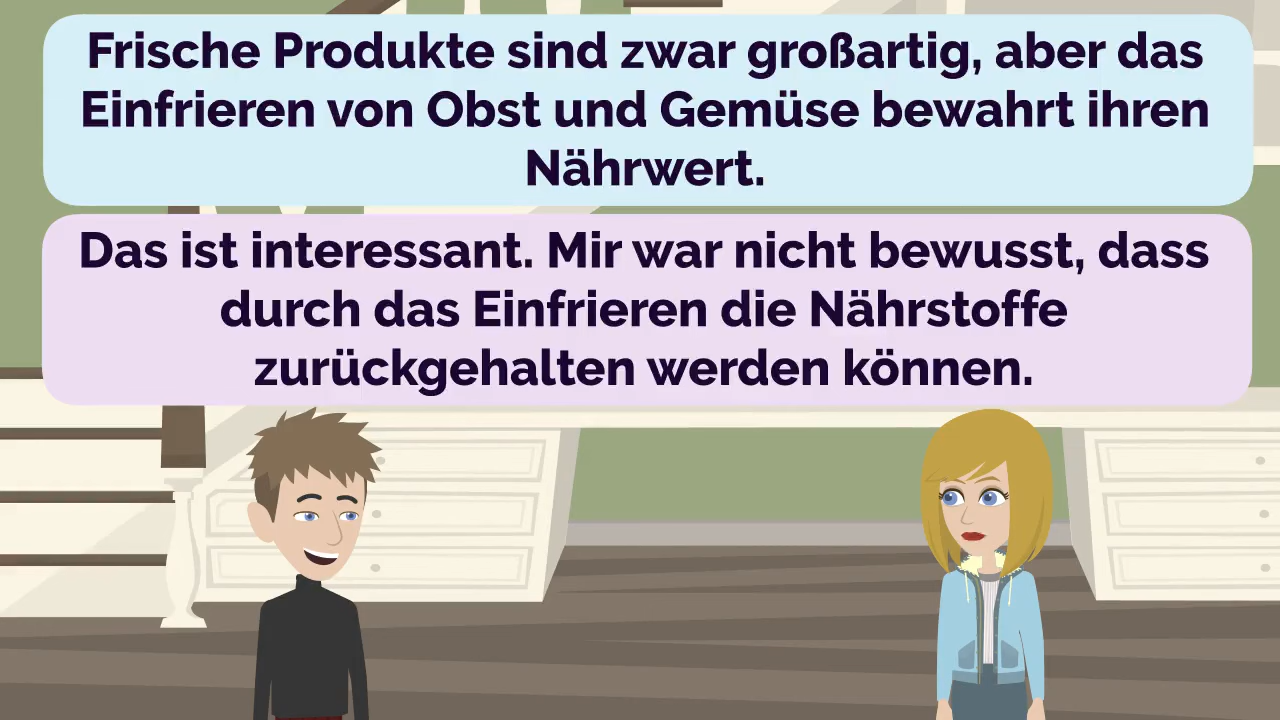 Frische Produkte sind zwar großartig, aber das
Einfrieren von Obst und Gemüse bewahrt ihren
Nährwert.
Das ist interessant. Mir war nicht bewusst, dass
durch das Einfrieren die Nährstoffe
zurückgehalten werden können.